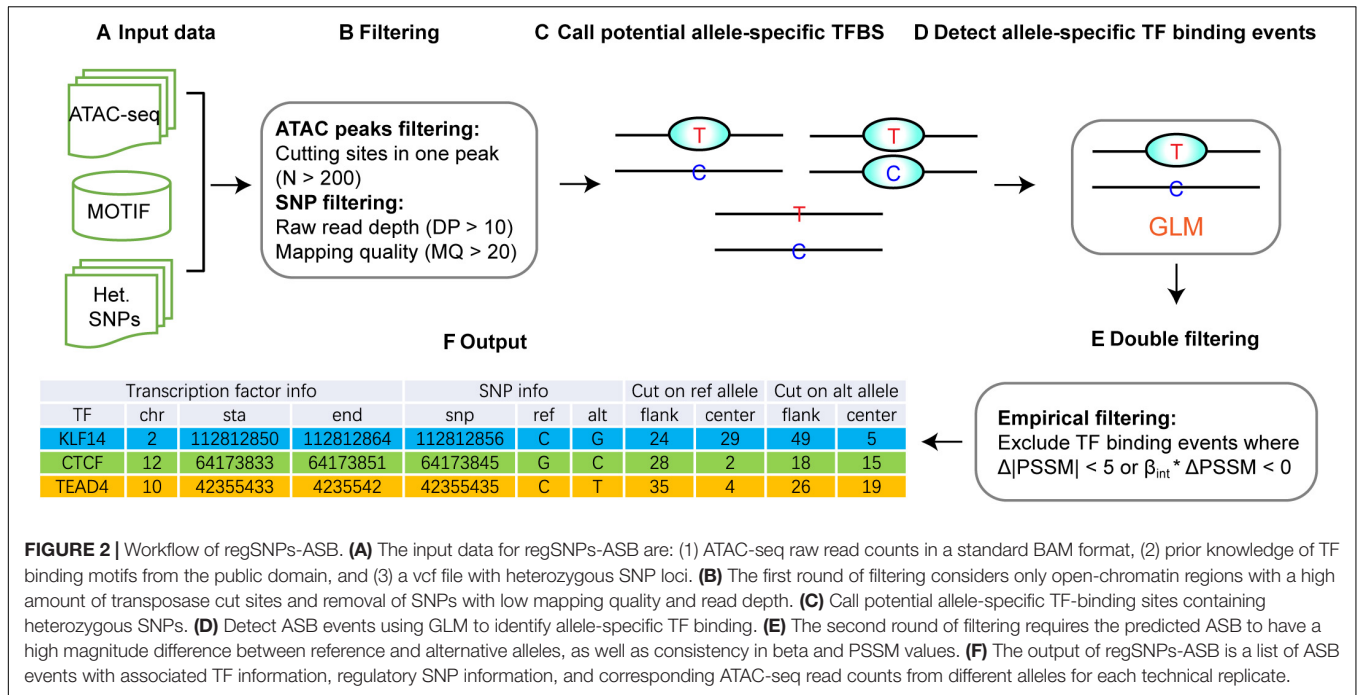 A Input data
B Filtering
C Call potential allele-specific TFBS
D Detect allele-specific TF binding events
ATAC-seq
MOTIF
Het.
SNPs
ATAC peaks filtering:
Cutting sites in one peak
(N > 200)
SNP filtering:
Raw read depth (DP > 10)
Mapping quality (MQ > 20)
T
C
T
C
T
C
T
C
GLM
E Double filtering
Empirical filtering:
Exclude TF binding events where
Δ|PSSM| < 5 or βint * ΔPSSM < 0
F Output
Transcription factor info SNP info Cut on ref allele Cut on alt allele
TF chr sta end snp ref alt flank center flank center
KLF14 2 112812850 112812864 112812856 C G 24 29 49 5
CTCF 12 64173833 64173851 64173845 G C 28 2 18 15
TEAD4 10 42355433 4235542 42355435 C T 35 4 26 19
FIGURE 2 | Workflow of regSNPs-ASB. (A) The input data for regSNPs-ASB are: (1) ATAC-seq raw read counts in a standard BAM format, (2) prior knowledge of TF
binding motifs from the public domain, and (3) a vcf file with heterozygous SNP loci. (B) The first round of filtering considers only open-chromatin regions with a high
amount of transposase cut sites and removal of SNPs with low mapping quality and read depth. (C) Call potential allele-specific TF-binding sites containing
heterozygous SNPs. (D) Detect ASB events using GLM to identify allele-specific TF binding. (E) The second round of filtering requires the predicted ASB to have a
high magnitude difference between reference and alternative alleles, as well as consistency in beta and PSSM values. (F) The output of regSNPs-ASB is a list of ASB
events with associated TF information, regulatory SNP information, and corresponding ATAC-seq read counts from different alleles for each technical replicate.